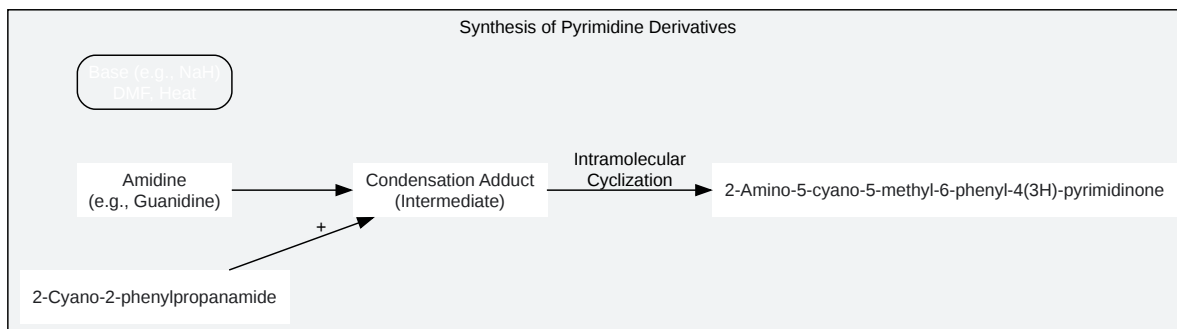 Synthesis of Pyrimidine Derivatives
Base (e.g., NaH)
DMF, Heat
Amidine
(e.g., Guanidine)
Condensation Adduct
(Intermediate)
Intramolecular
Cyclization
2-Amino-5-cyano-5-methyl-6-phenyl-4(3H)-pyrimidinone
+
2-Cyano-2-phenylpropanamide